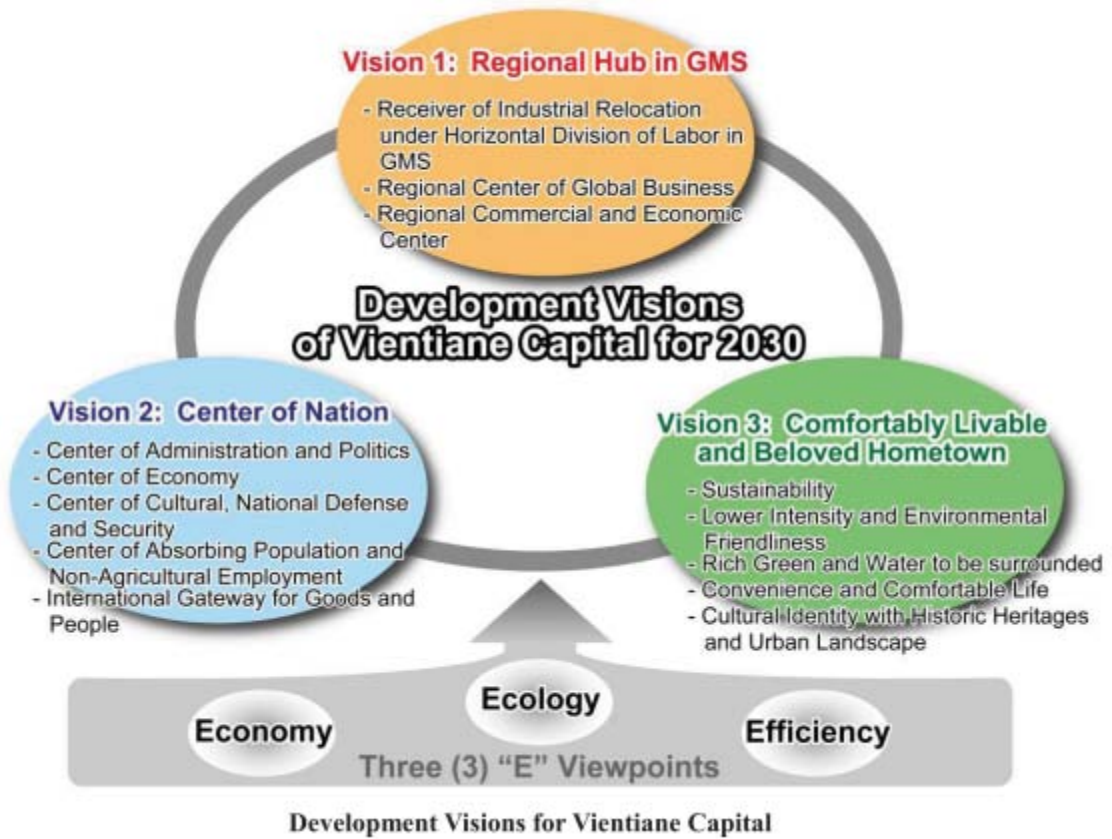 Vision 1: Regional Hub in GMS
- Receiver of Industrial Relocation
under Horizontal Division of Labor in
GMS
- Regional Center of Global Business
- Regional Commercial and Economic
Center
Development Visions
of Vientiane Capital for 2030
Vision 2: Center of Nation
- Center of Administration and Politics
- Center of Economy
- Center of Cultural, National Defense
and Security
- Center of Absorbing Population and
Non-Agricultural Employment
- International Gateway for Goods and
People
Vision 3: Comfortably Livable
and Beloved Hometown
- Sustainability
- Lower Intensity and Environmental
Friendliness
- Rich Green and Water to be surrounded
- Convenience and Comfortable Life
- Cultural Identity with Historic Heritages
and Urban Landscape
Economy
Ecology
Efficiency
Three (3) “E” Viewpoints
Development Visions for Vientiane Capital